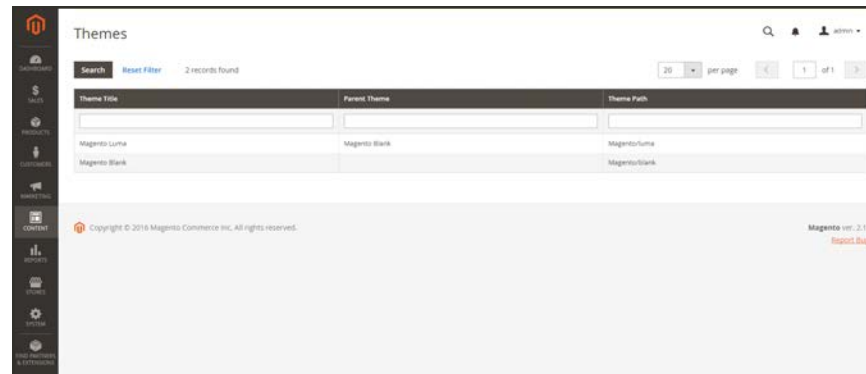 Themes
admin
Search Reset Filter 2 records found 20 per page 1 of 1
Theme Title Parent Theme Theme Path
Magento Luma Magento Blank Magento/luma
Magento Blank Magento/blank
DASHBOARD
SALES
PRODUCTS
CUSTOMERS
MARKETING
CONTENT
REPORTS
STORES
SYSTEM
FIND PARTNERS
& EXTENSIONS
Copyright © 2016 Magento Commerce Inc. All rights reserved.
Magento ver. 2.1
Report Bu